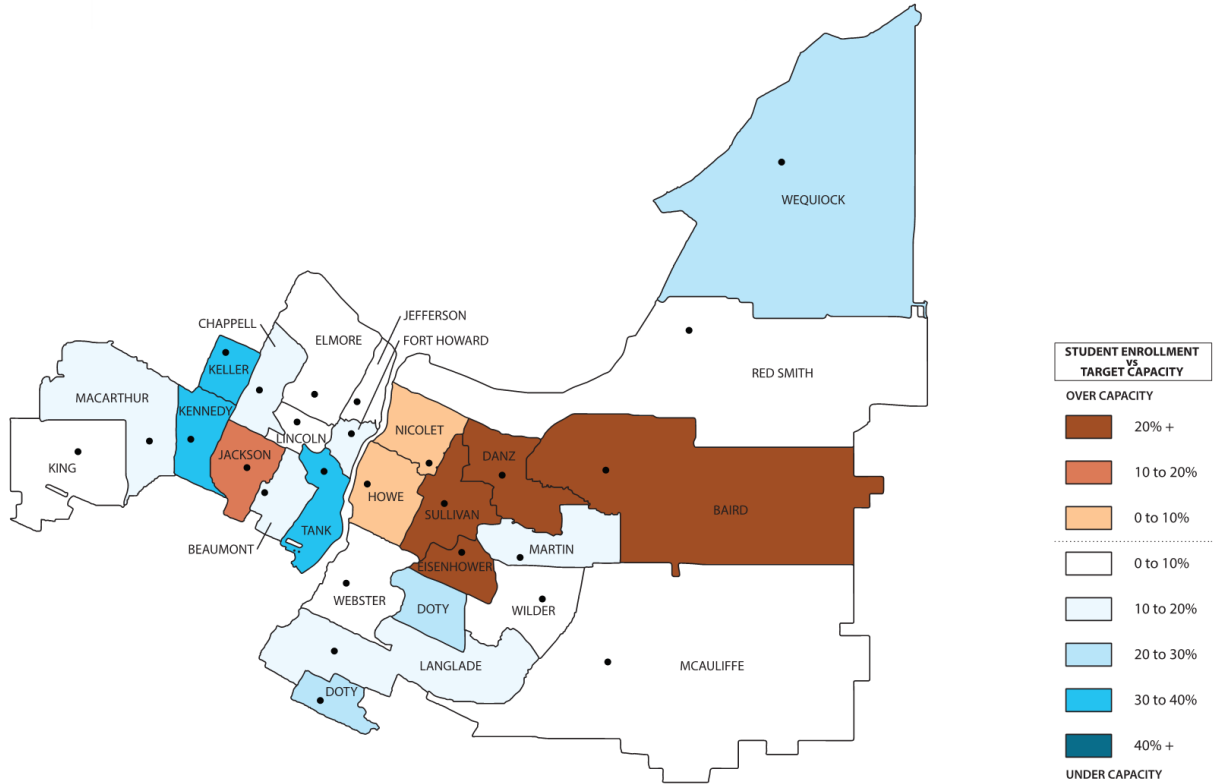 WEQUIOCK
JEFFERSON
CHAPPELL
ELMORE
FORT HOWARD
KELLER
RED SMITH
MACARTHUR
KENNEDY
NICOLET
LINCOLN
JACKSON
DANZ
KING
HOWE
SULLIVAN
BAIRD
TANK
BEAUMONT
MARTIN
EISENHOWER
WEBSTER
DOTY
WILDER
LANGLADE
MCAULIFFE
DOTY
STUDENT ENROLLMENT
vs
TARGET CAPACITY
OVER CAPACITY
20% +
10 to 20%
0 to 10%
0 to 10%
10 to 20%
20 to 30%
30 to 40%
40% +
UNDER CAPACITY